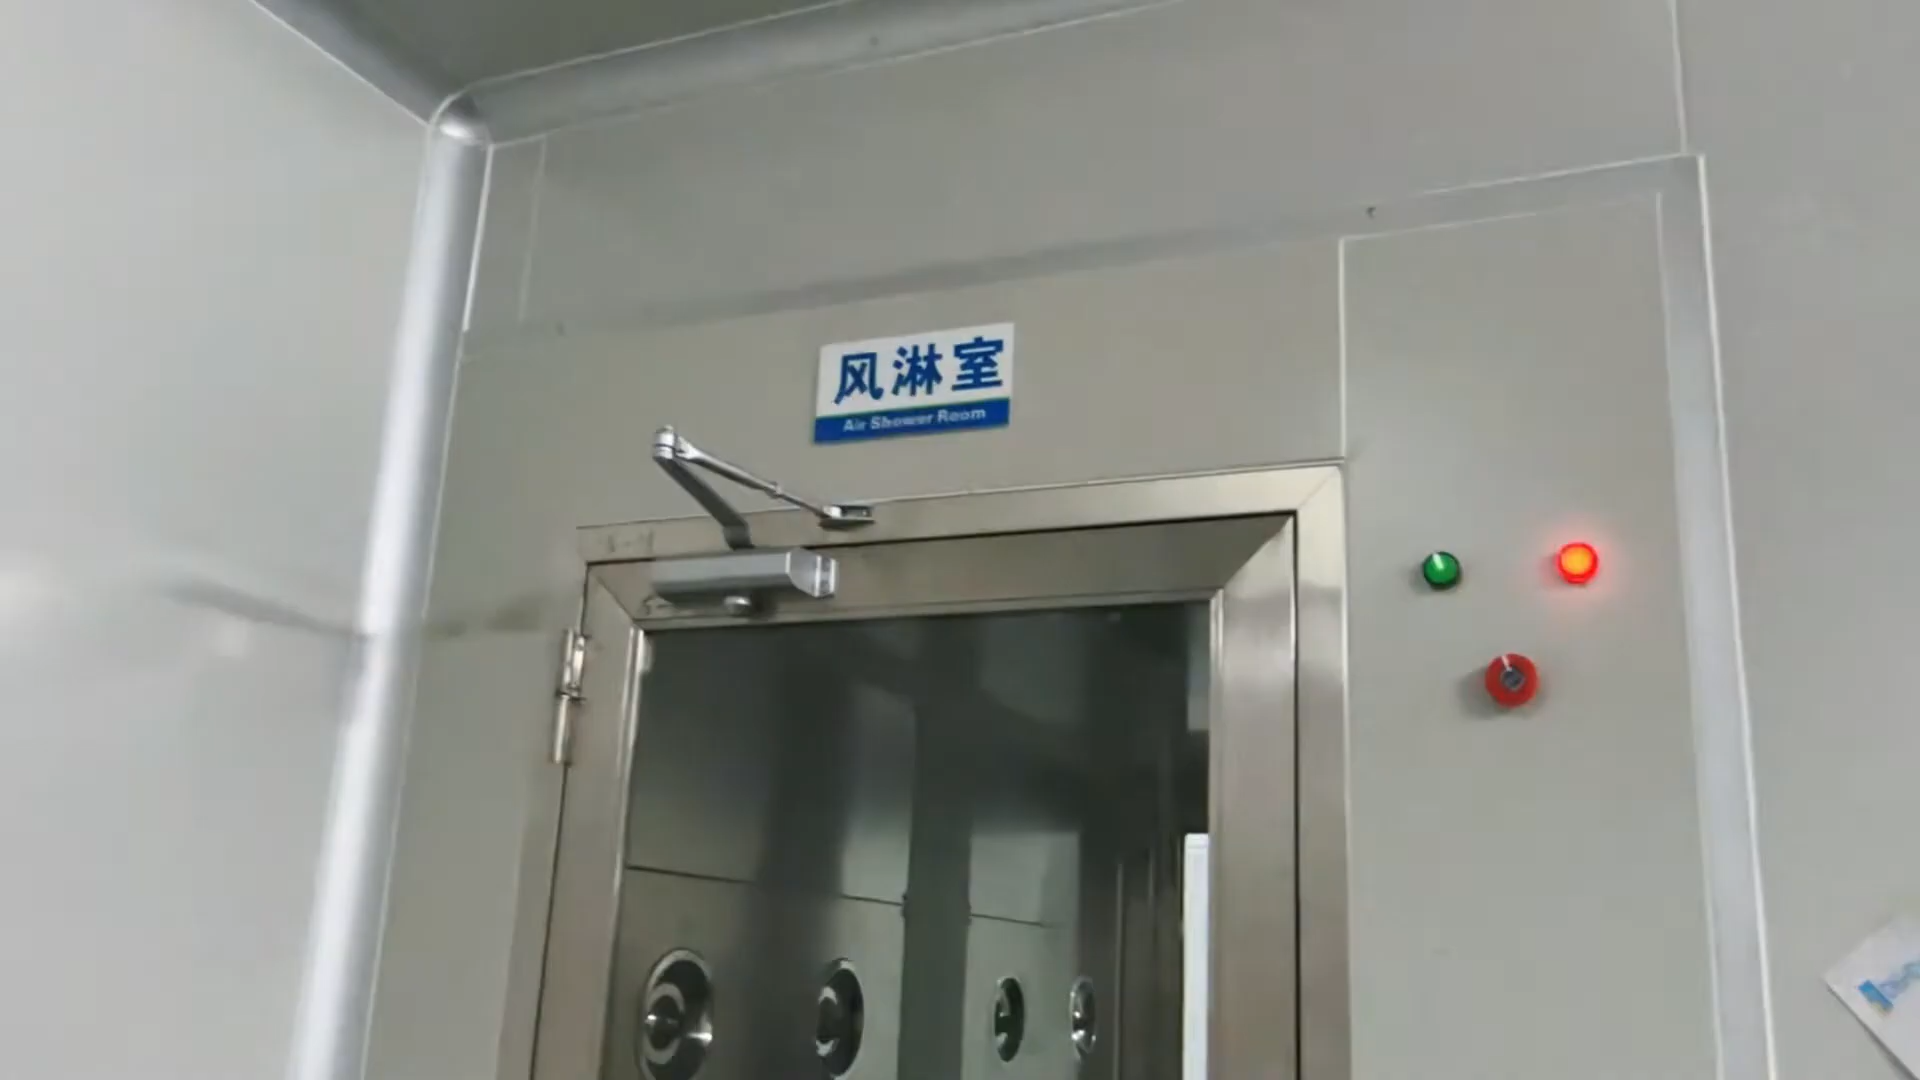 风淋室
Air Shower Room